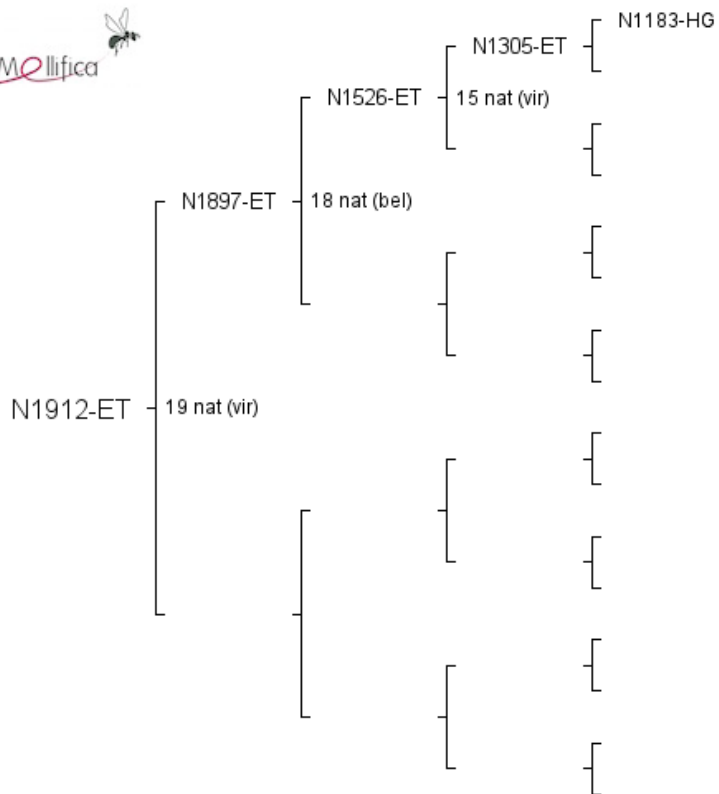 Mellifica
N1183-HG
N1305-ET
N1526-ET
15 nat (vir)
N1897-ET
18 nat (bel)
N1912-ET
19 nat (vir)